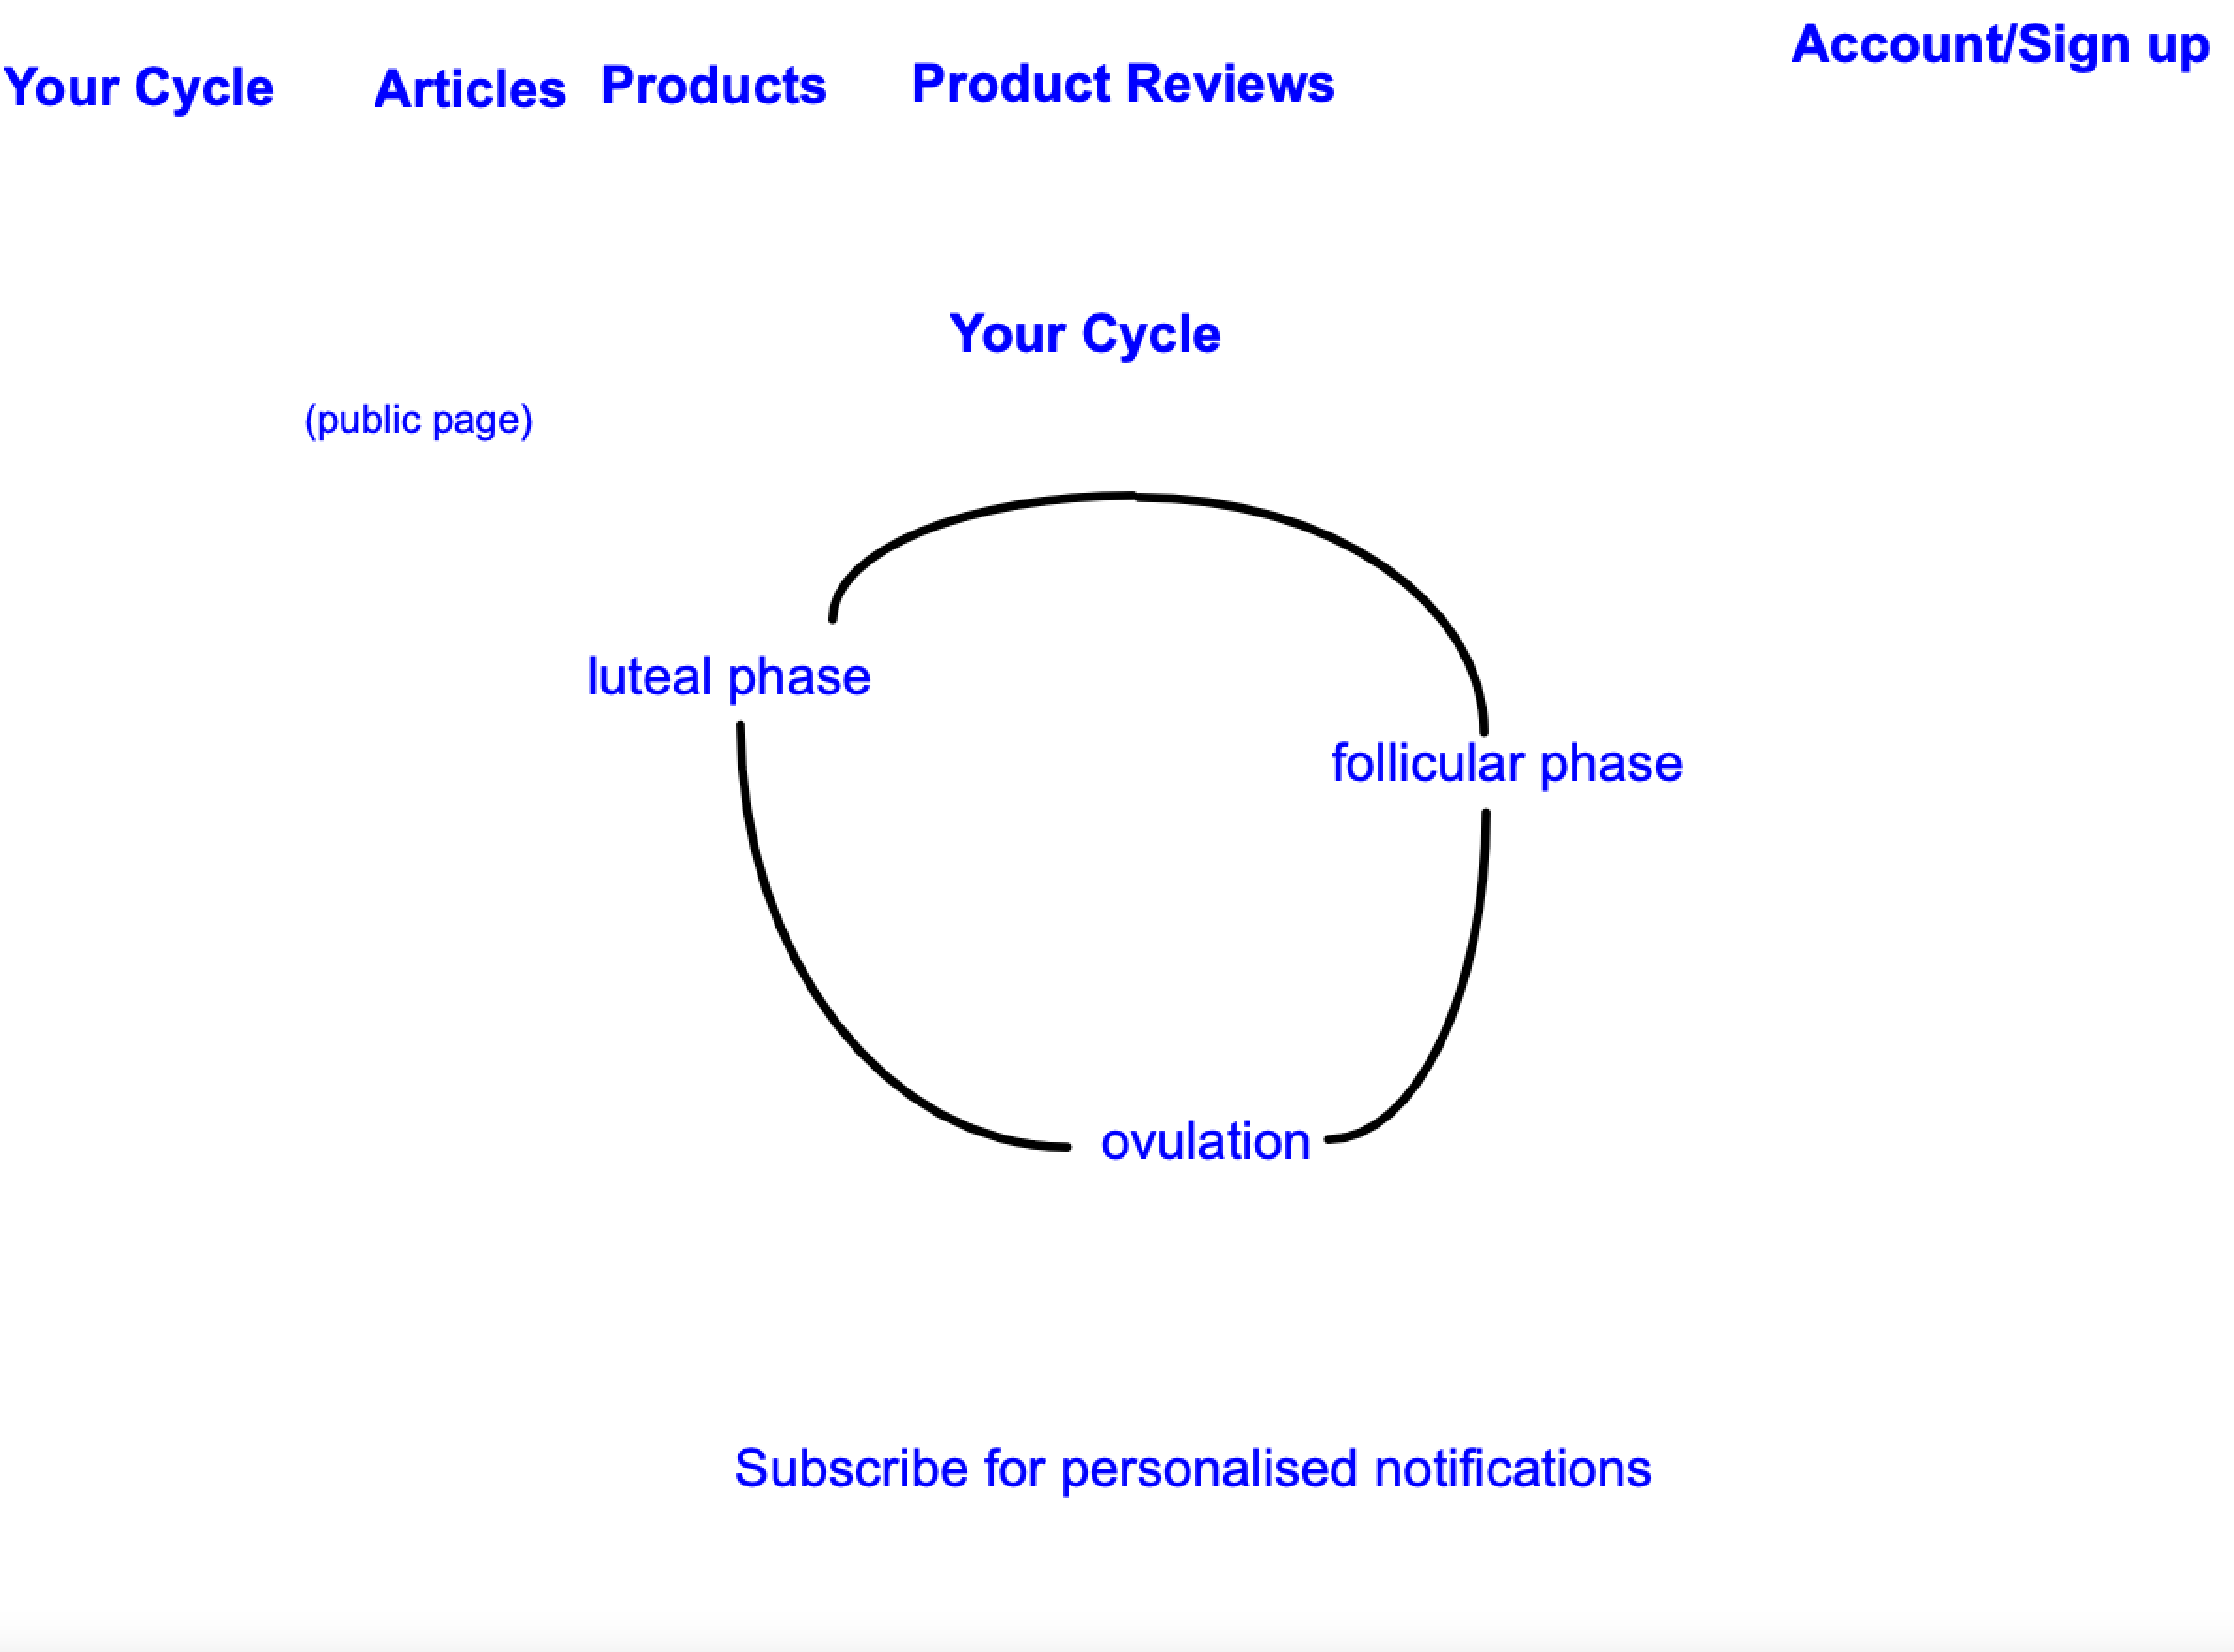 Account/Sign up
Your Cycle Articles Products Product Reviews
Your Cycle
(public page)
luteal phase
follicular phase
ovulation
Subscribe for personalised notifications